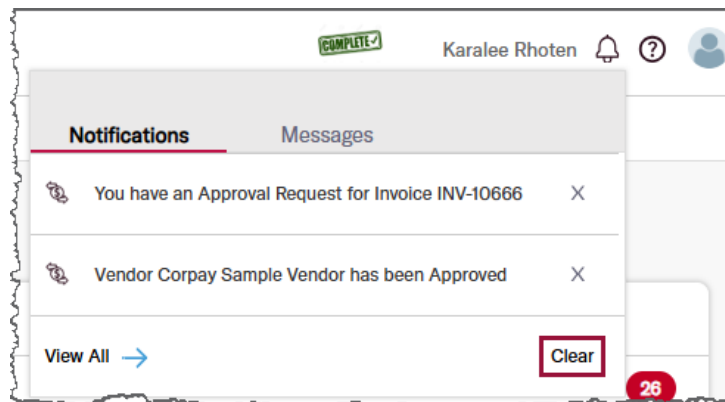 COMPLETE
Karalee Rhoten
Notifications Messages
You have an Approval Request for Invoice INV-10666 X
Vendor Corpay Sample Vendor has been Approved X
View All → Clear
26